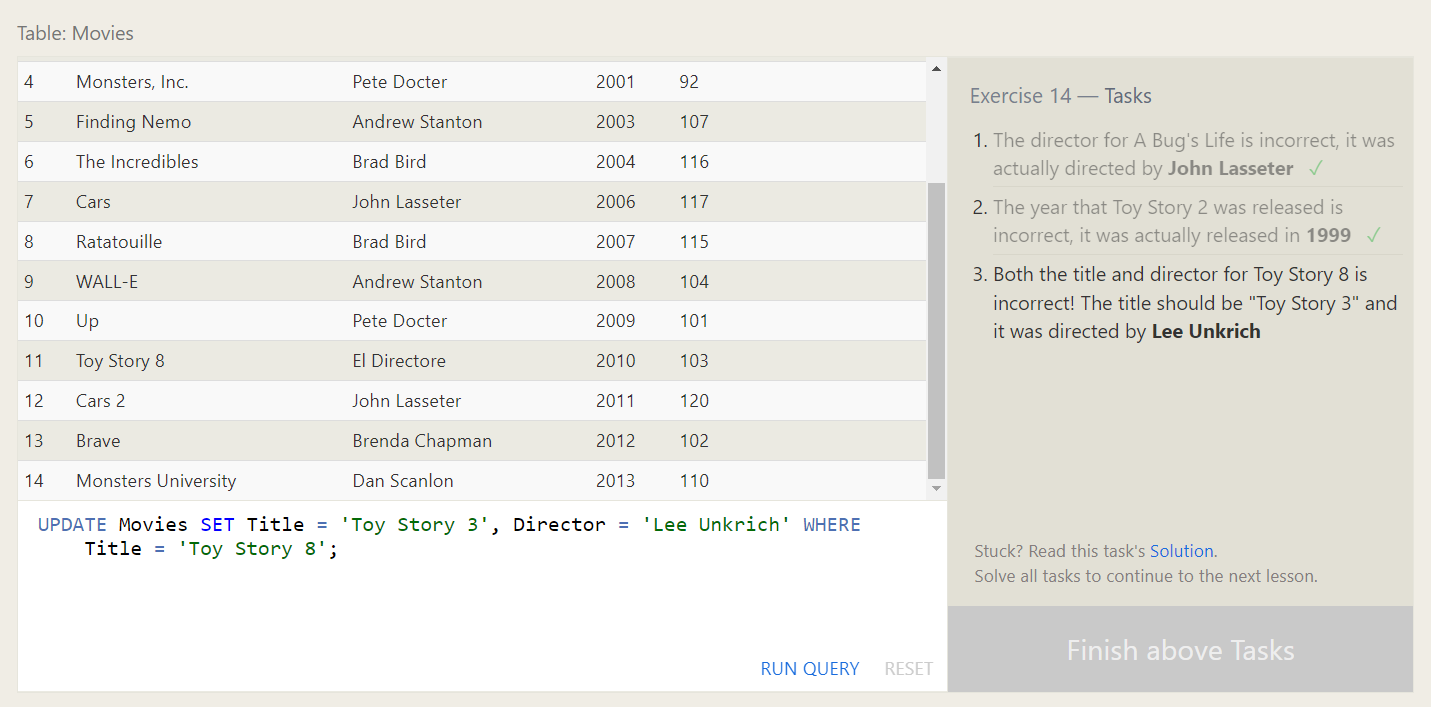 Table: Movies
4 Monsters, Inc. Pete Docter 2001 92
5 Finding Nemo Andrew Stanton 2003 107
6 The Incredibles Brad Bird 2004 116
7 Cars John Lasseter 2006 117
8 Ratatouille Brad Bird 2007 115
9 WALL-E Andrew Stanton 2008 104
10 Up Pete Docter 2009 101
11 Toy Story 8 El Directore 2010 103
12 Cars 2 John Lasseter 2011 120
13 Brave Brenda Chapman 2012 102
14 Monsters University Dan Scanlon 2013 110
UPDATE Movies SET Title = 'Toy Story 3', Director = 'Lee Unkrich' WHERE
Title = 'Toy Story 8';
RUN QUERY RESET
Exercise 14 — Tasks
1. The director for A Bug's Life is incorrect, it was
actually directed by John Lasseter ✓
2. The year that Toy Story 2 was released is
incorrect, it was actually released in 1999 ✓
3. Both the title and director for Toy Story 8 is
incorrect! The title should be "Toy Story 3" and
it was directed by Lee Unkrich
Stuck? Read this task's Solution.
Solve all tasks to continue to the next lesson.
Finish above Tasks